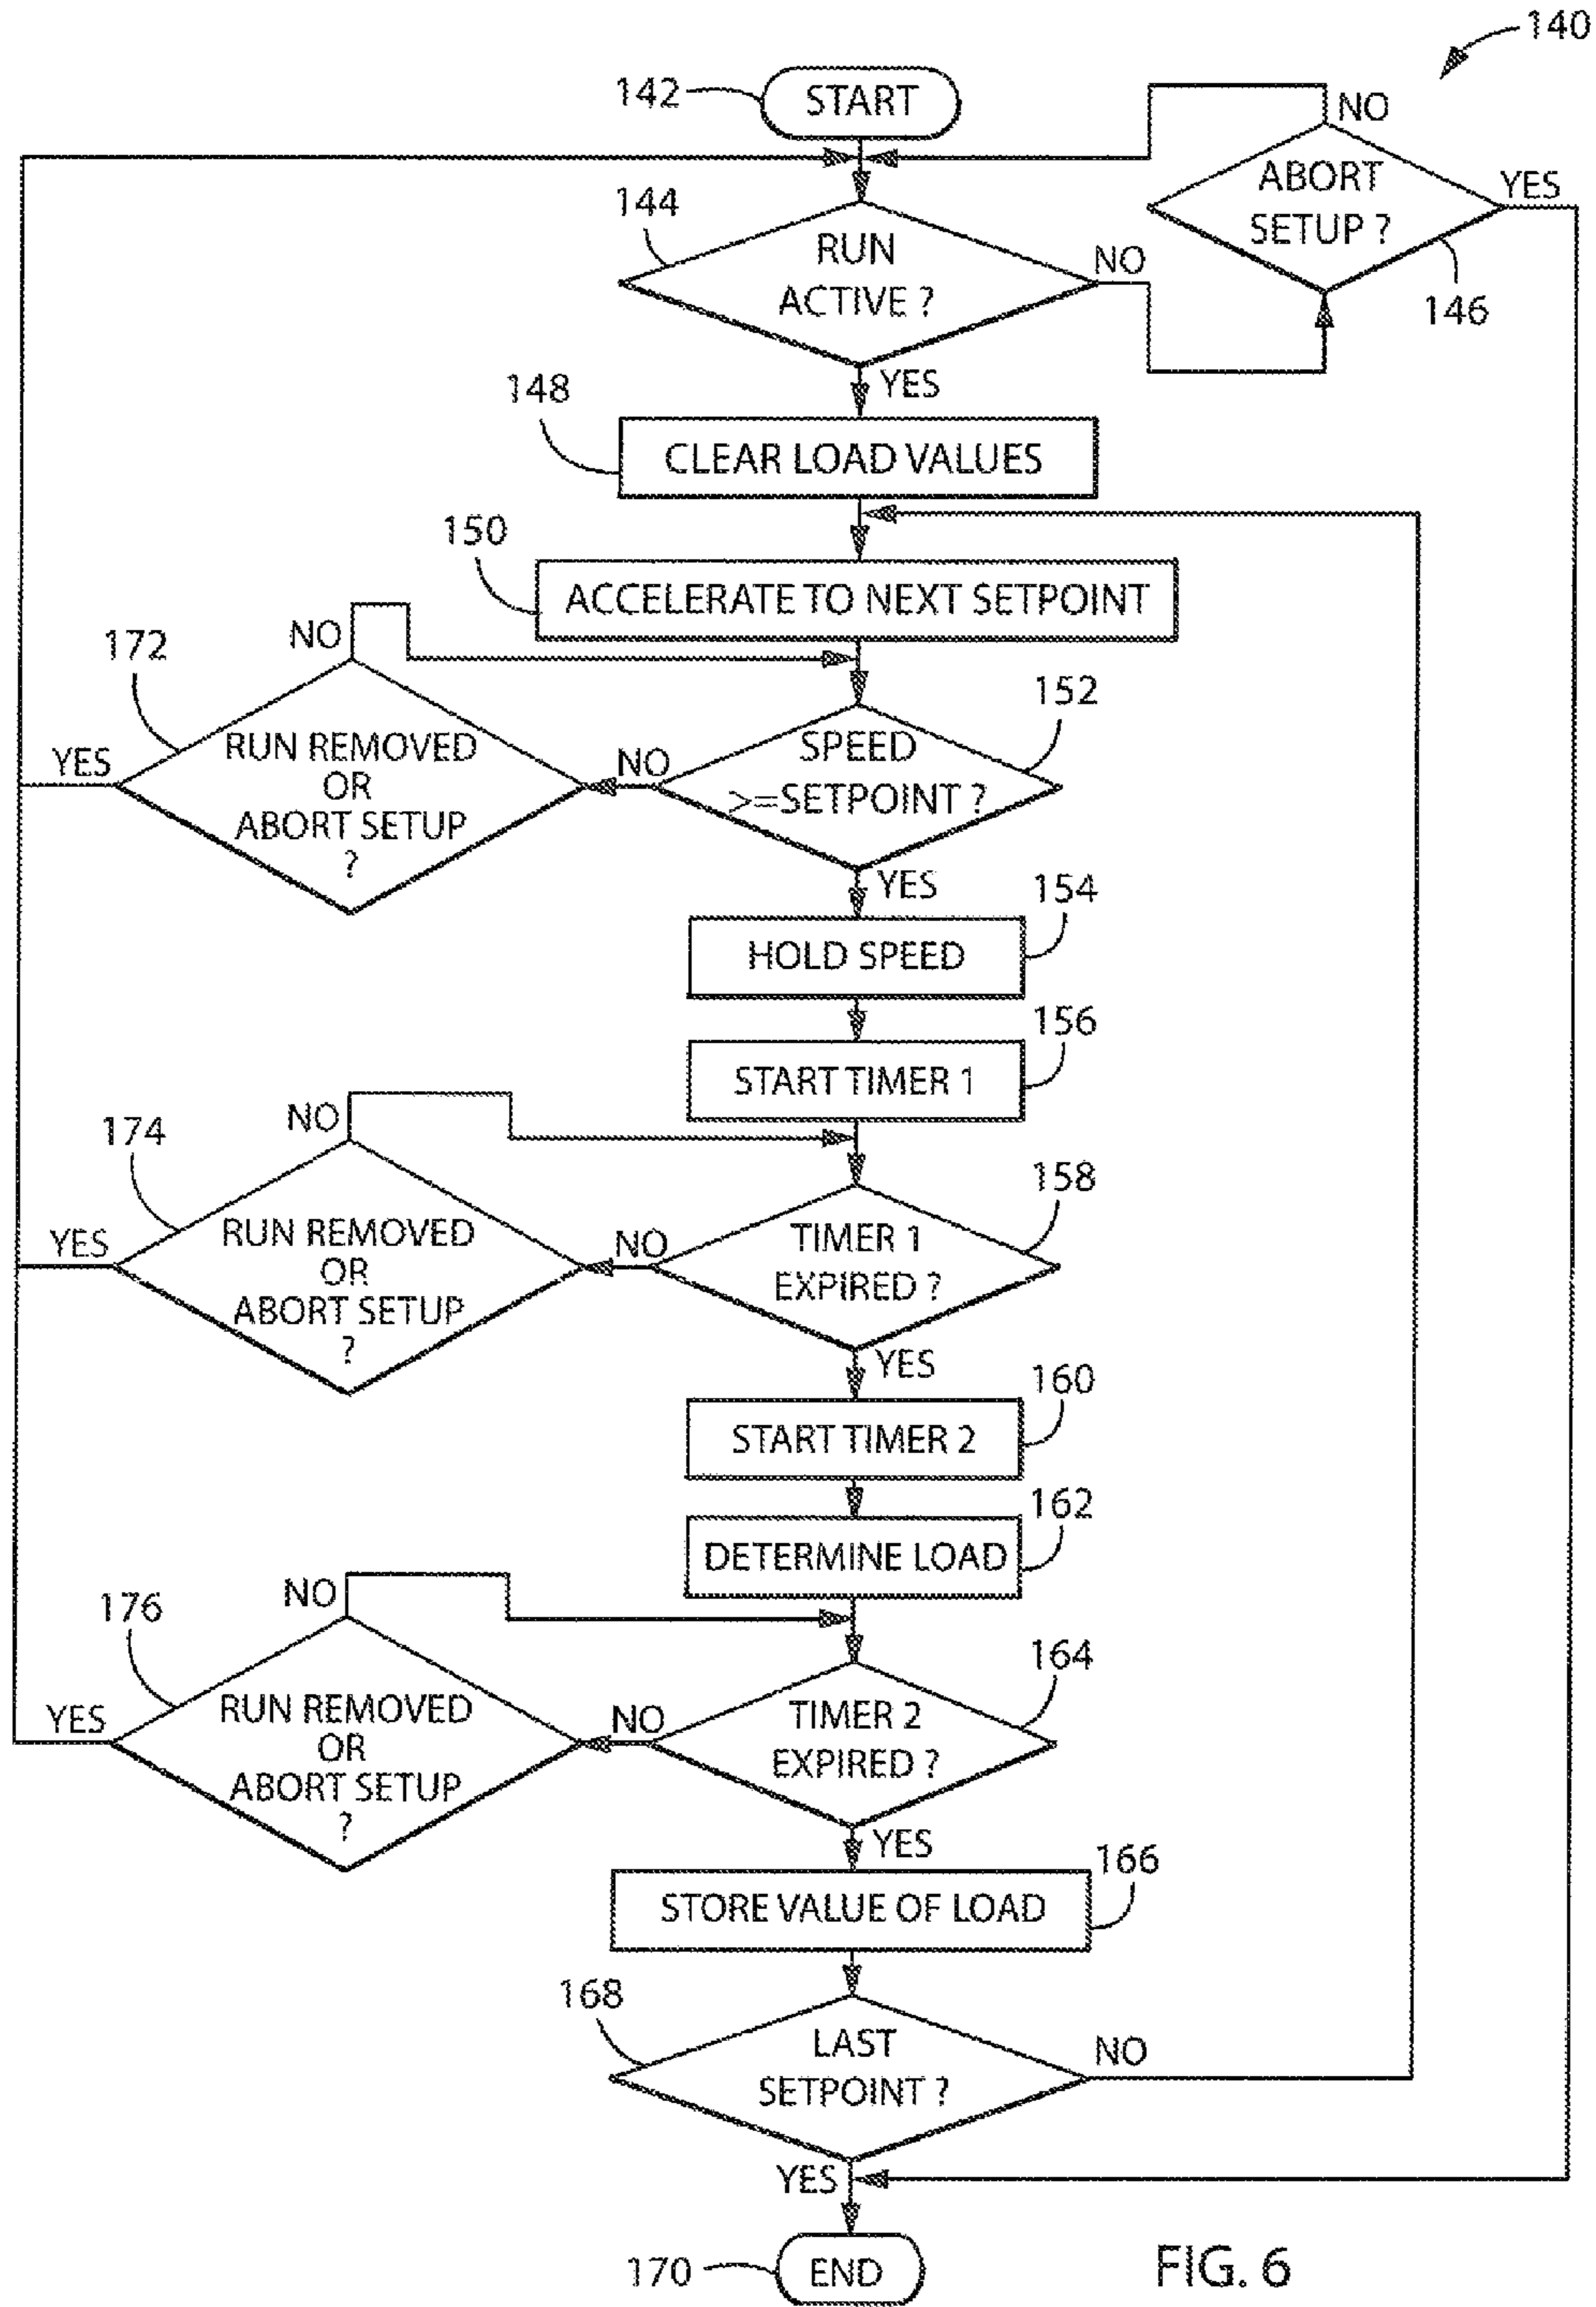 140
142
START
NO
ABORT
SETUP ?
YES
146
144
RUN
ACTIVE ?
NO
YES
148
CLEAR LOAD VALUES
150
ACCELERATE TO NEXT SETPOINT
172
NO
RUN REMOVED
OR
ABORT SETUP
?
YES
NO
152
SPEED
>=SETPOINT ?
YES
154
HOLD SPEED
156
START TIMER 1
174
NO
RUN REMOVED
OR
ABORT SETUP
?
YES
NO
158
TIMER 1
EXPIRED ?
YES
160
START TIMER 2
162
DETERMINE LOAD
176
NO
RUN REMOVED
OR
ABORT SETUP
?
YES
NO
164
TIMER 2
EXPIRED ?
YES
166
STORE VALUE OF LOAD
168
LAST
SETPOINT ?
NO
YES
170
END
FIG. 6